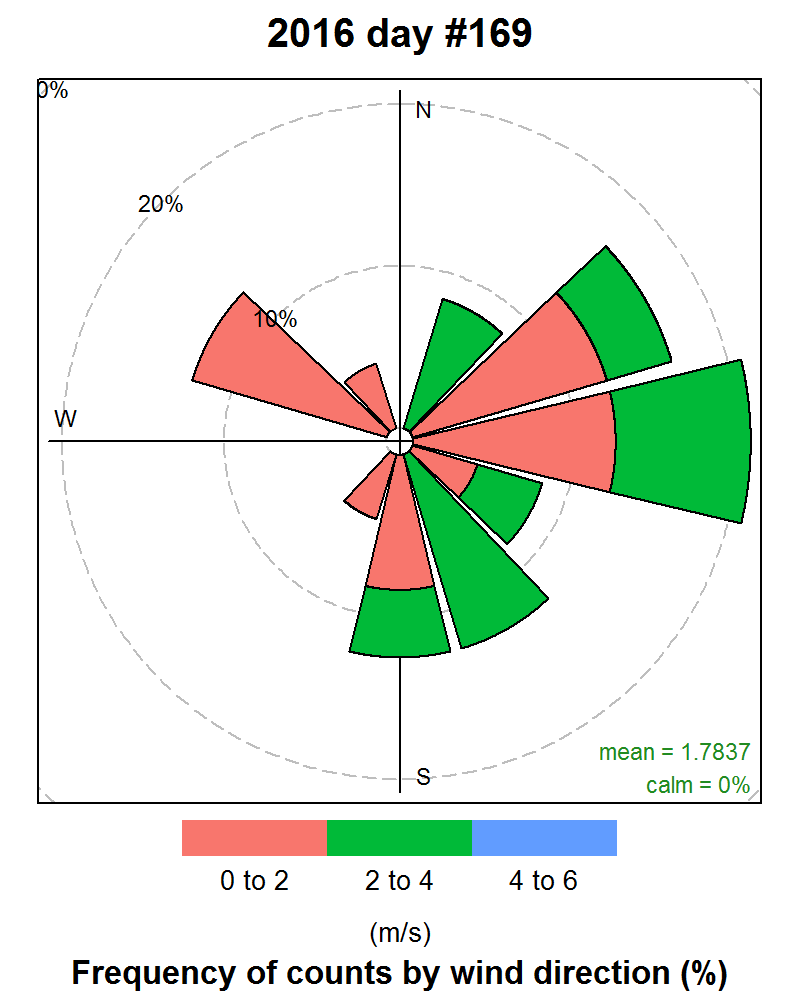 2016 day #169
0%
N
20%
10%
W
S
mean = 1.7837
calm = 0%
0 to 2 2 to 4 4 to 6
(m/s)
Frequency of counts by wind direction (%)